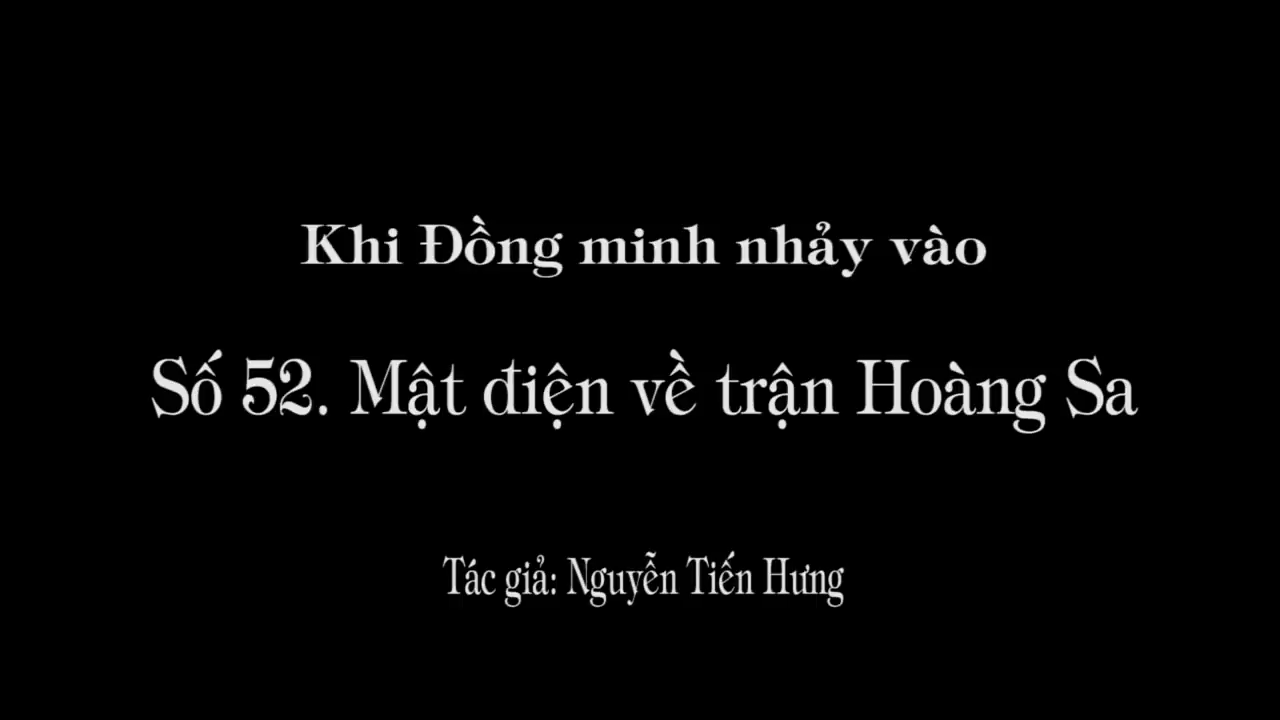 Khi Đồng minh nhảy vào
Số 52. Mật điện về trận Hoàng Sa
Tác giả: Nguyễn Tiến Hưng